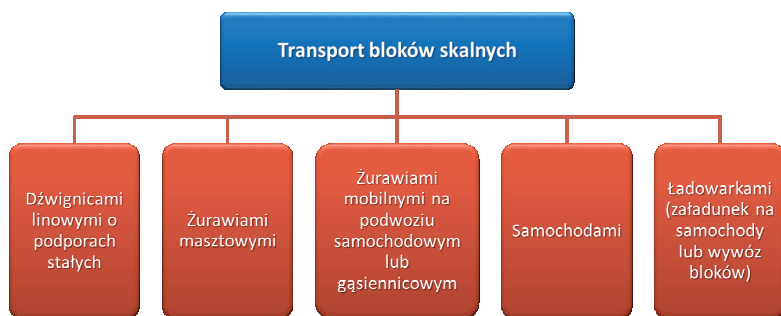 Transport bloków skalnych
Dźwignicami
linowymi o
podporach
stałych
Żurawiami
masztowymi
Żurawiami
mobilnymi na
podwoziu
samochodowym
lub
gąsiennicowym
Samochodami
Ładowarkami
(załadunek na
samochody
lub wywóz
bloków)